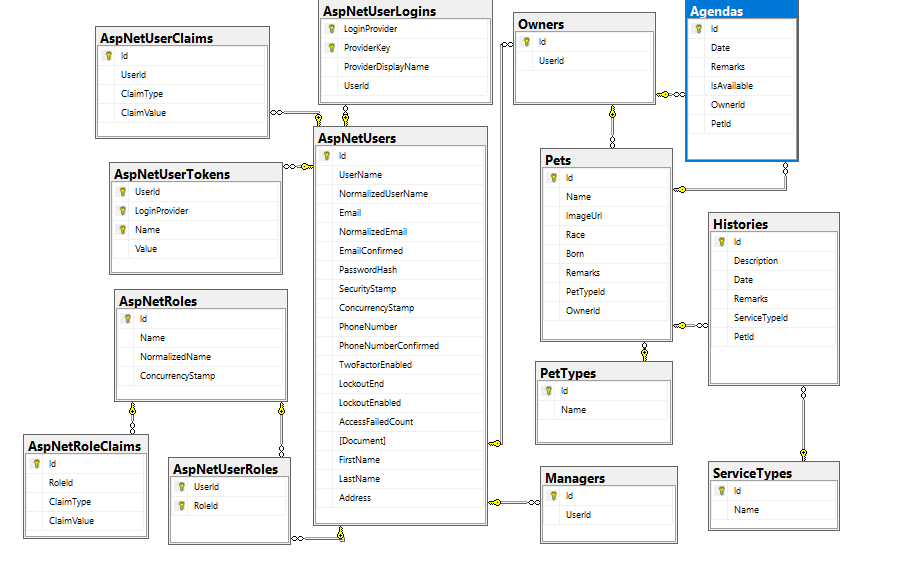 AspNetUserClaims
Id
UserId
ClaimType
ClaimValue
AspNetUserLogins
LoginProvider
ProviderKey
ProviderDisplayName
UserId
Owners
Id
UserId
Agendas
Id
Date
Remarks
IsAvailable
OwnerId
PetId
AspNetUserTokens
UserId
LoginProvider
Name
Value
AspNetUsers
Id
UserName
NormalizedUserName
Email
NormalizedEmail
EmailConfirmed
PasswordHash
SecurityStamp
ConcurrencyStamp
PhoneNumber
PhoneNumberConfirmed
TwoFactorEnabled
LockoutEnd
LockoutEnabled
AccessFailedCount
[Document]
FirstName
LastName
Address
Pets
Id
Name
ImageUrl
Race
Born
Remarks
PetTypeId
OwnerId
Histories
Id
Description
Date
Remarks
ServiceTypeId
PetId
AspNetRoles
Id
Name
NormalizedName
ConcurrencyStamp
PetTypes
Id
Name
AspNetRoleClaims
Id
RoleId
ClaimType
ClaimValue
AspNetUserRoles
UserId
RoleId
Managers
Id
UserId
ServiceTypes
Id
Name